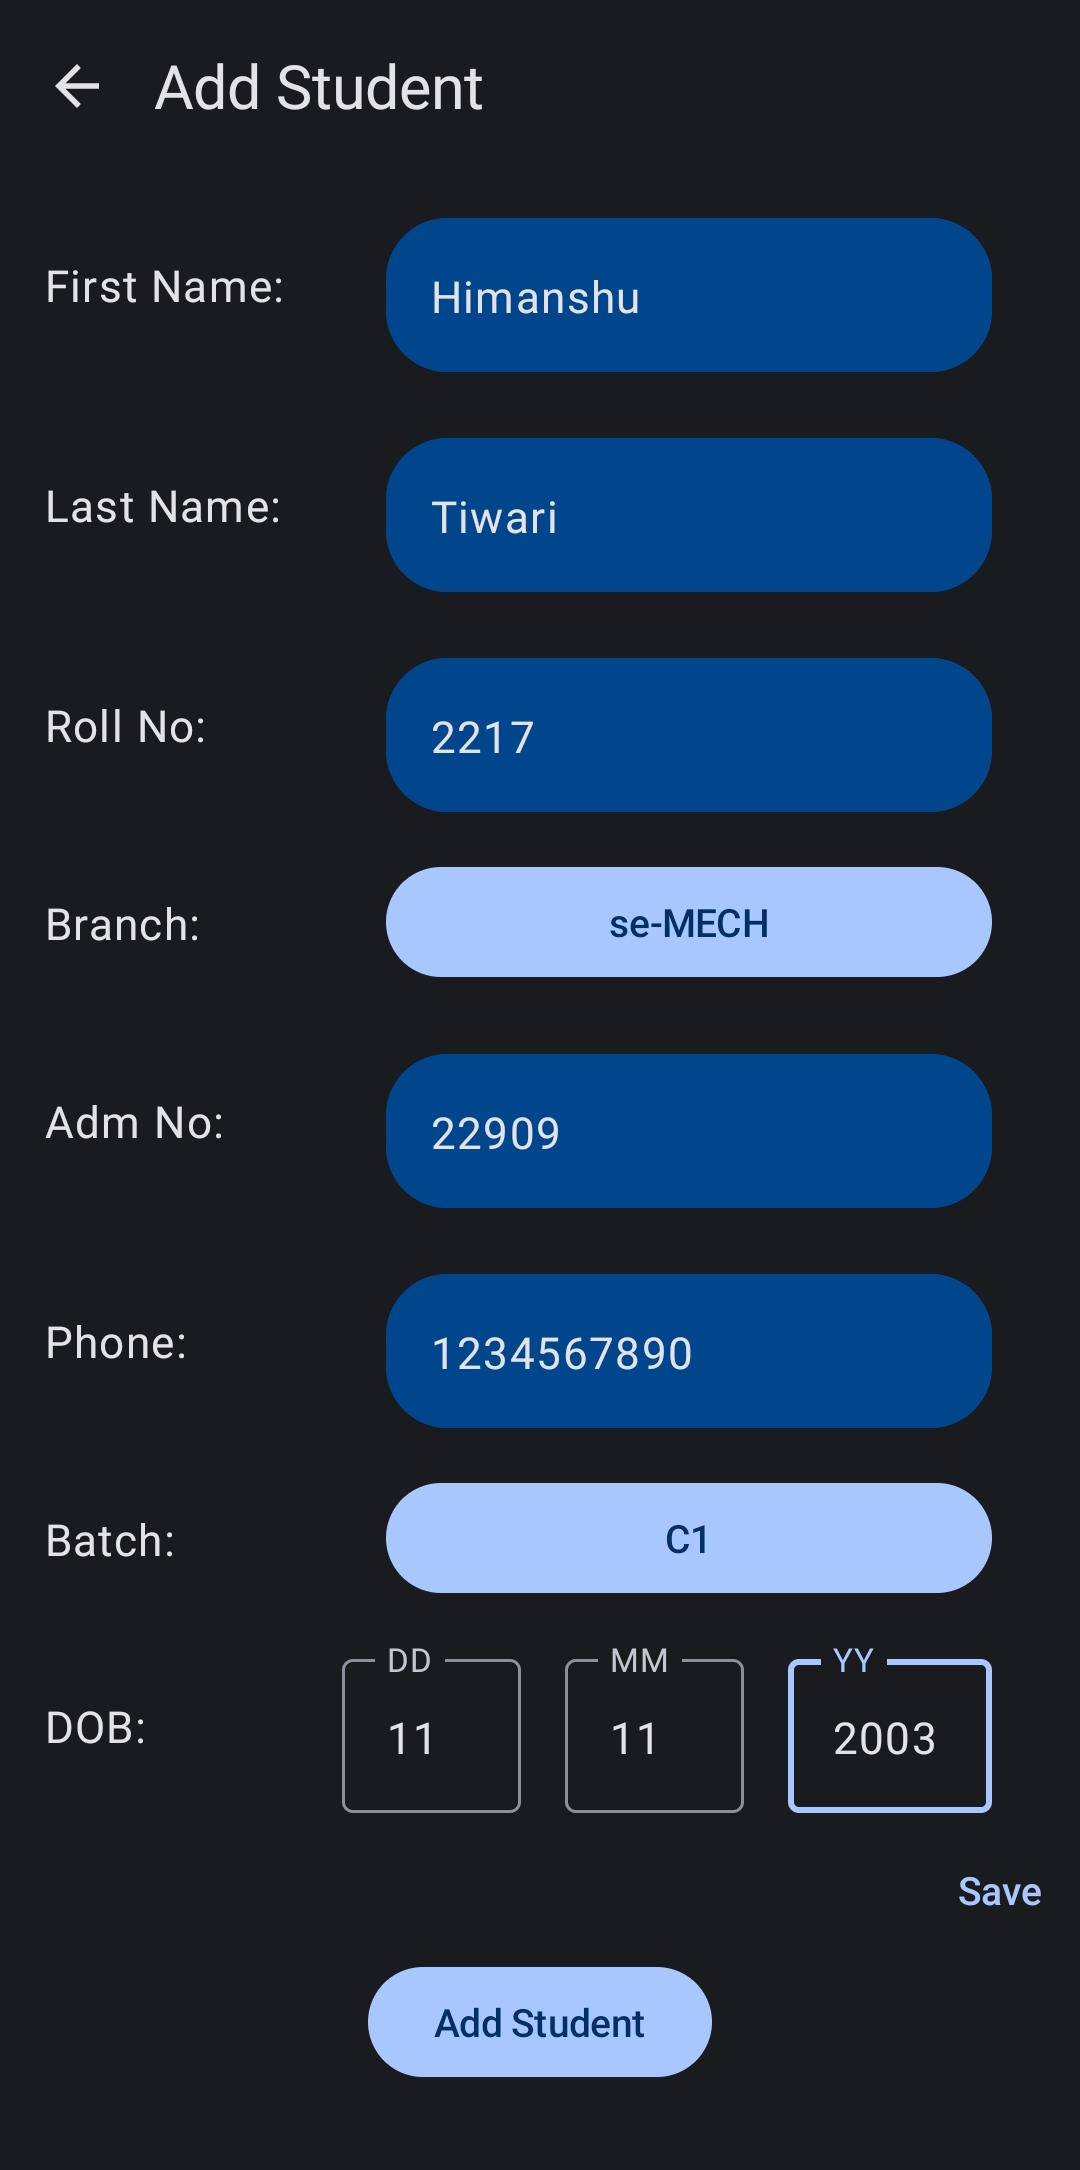 Add Student
First Name: Himanshu
Last Name: Tiwari
Roll No: 2217
Branch: se-MECH
Adm No: 22909
Phone: 1234567890
Batch: C1
DD MM YY
DOB: 11 11 2003
Save
Add Student